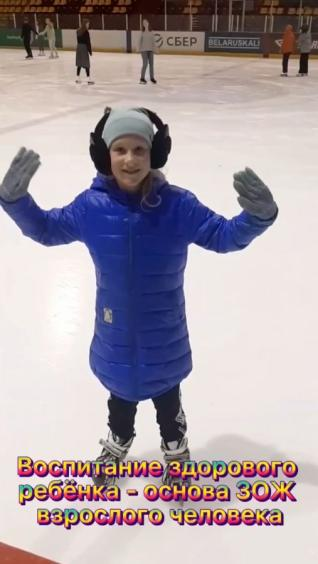 СБЕР
BELARUSKALI
Воспитание здорового
ребёнка - основа ЗОЖ
взрослого человека